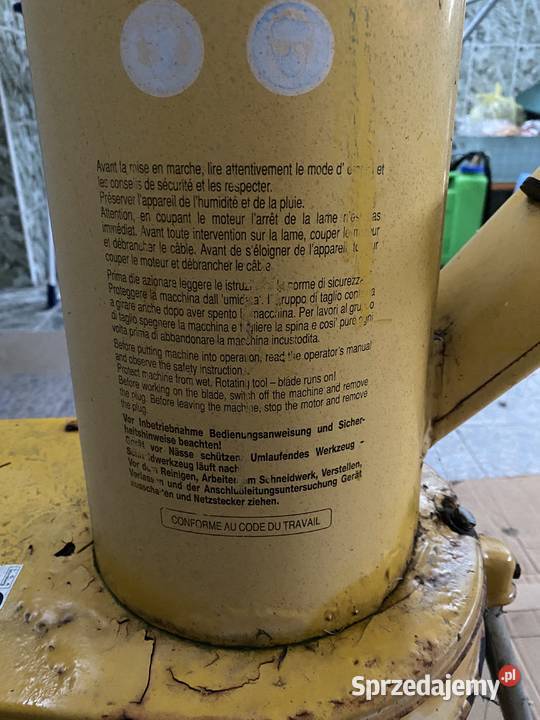 Avant la mise en marche, lire attentivement le mode d' et
les conseils de sécurité et les respecter.
Préserver l'appareil de l'humidité et de la pluie.
Attention, en coupant le moteur l'arrêt de la lame n'est pas
immédiat. Avant toute intervention sur la lame, couper le moteur
et débrancher le câble. Avant de s'éloigner de l'appareil,
couper le moteur et débrancher le câble.
Prima die azionare leggere le norme di sicurezza.
Proteggere la macchina dall' Il gruppo di taglio continua
a girare anche dopo aver spento la macchina. Per lavori al gruppo
di taglio spegnere la macchina e togliere la spina e cosi' pure ogni
volta prima di abbandonare la macchina incustodita.
Before putting machine into operation, read the operator's manual
and observe the safety instruction.
Protect machine from wet. Rotating tool – blade runs on!
Before working on the blade, switch off the machine and remove
the plug. Before leaving the machine, stop the motor and remove
the plug.
Vor Inbetriebnahme Bedienungsanweisung und Sicher-
heitshinweise beachten!
Gerät vor Nässe schützen. Umlaufendes Werkzeug –
Schneidwerkzeug läuft nach
Vor dem Reinigen, Arbeiten am Schneidwerk, Verstellen,
Verlassen und der Anschlußleitungsuntersuchung Gerät
ausschalten und Netzstecker ziehen.
CONFORME AU CODE DU TRAVAIL
Sprzedajemy.pl